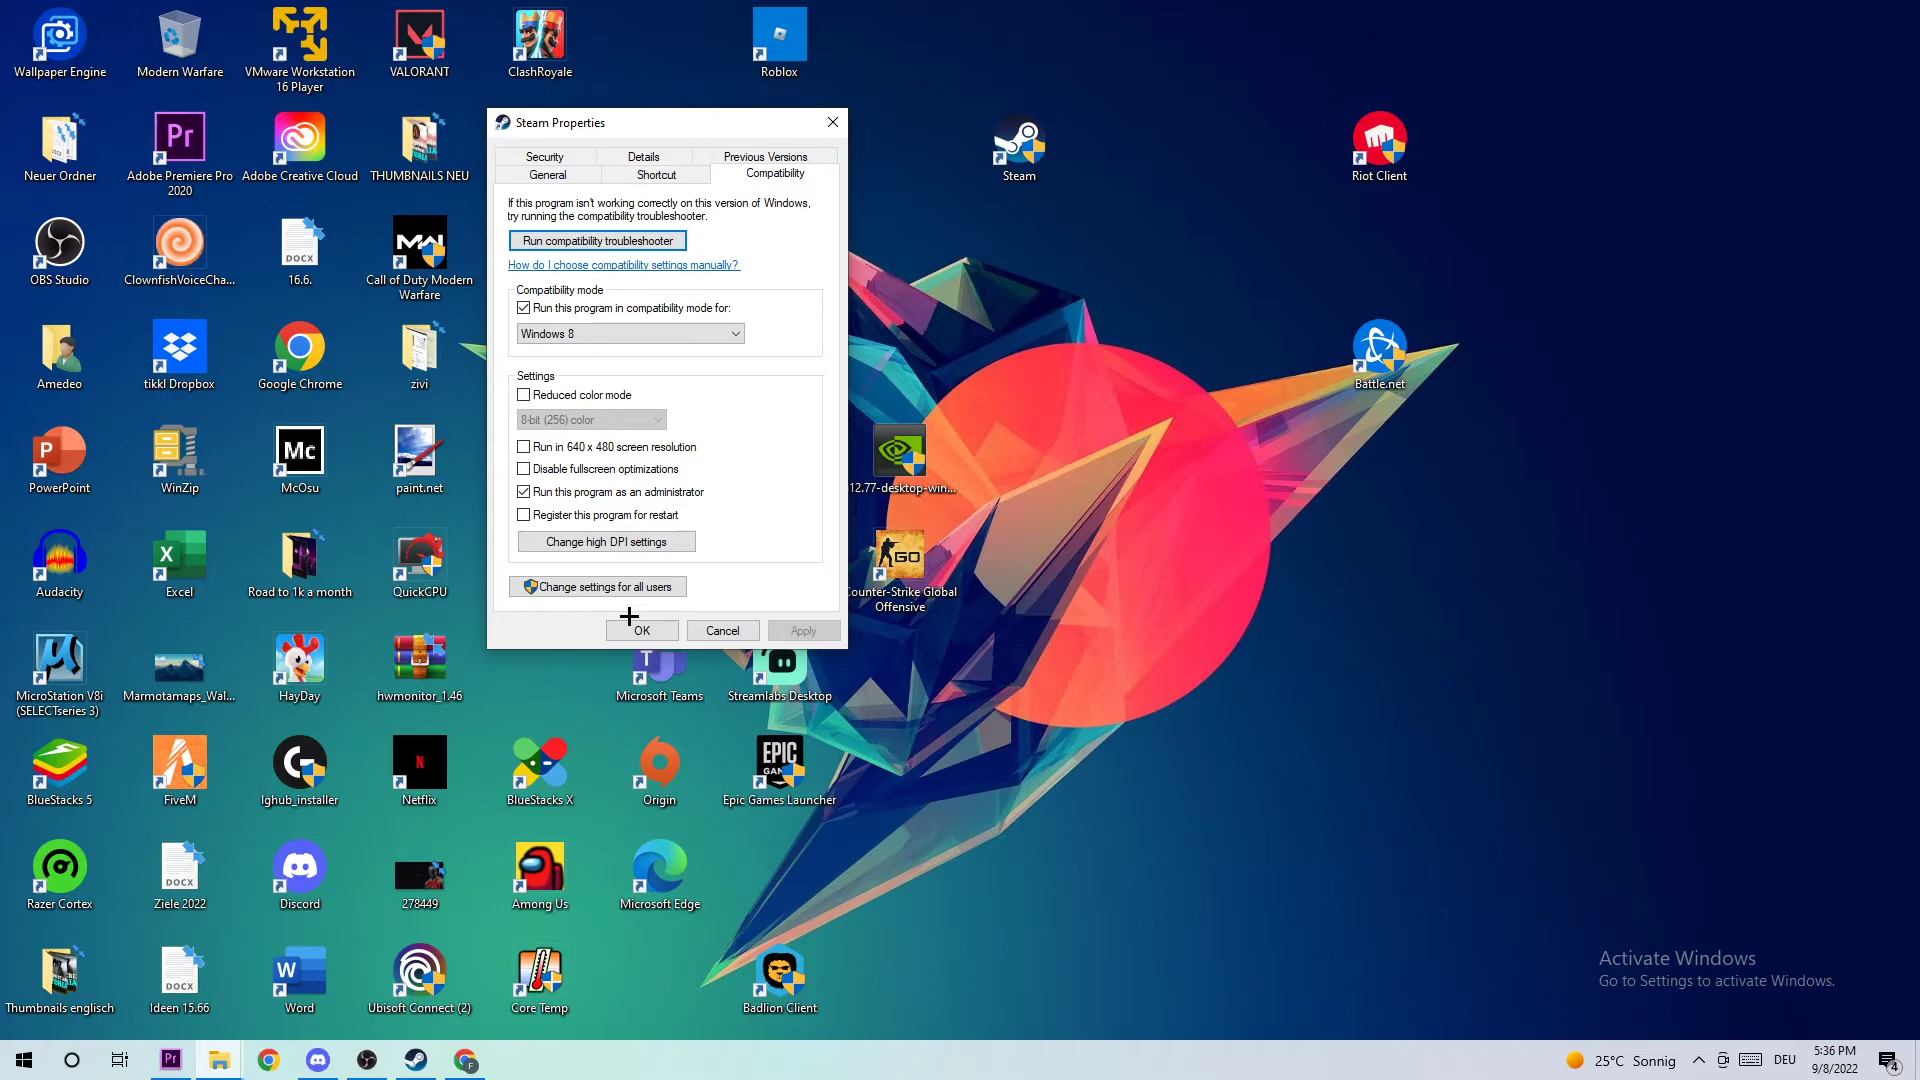 Wallpaper Engine
Modern Warfare
VMware Workstation
16 Player
VALORANT
ClashRoyale
Roblox
Neuer Ordner
Adobe Premiere Pro
2020
Adobe Creative Cloud
THUMBNAILS NEU
Steam
Riot Client
OBS Studio
ClownfishVoiceCha...
DOCX
16.6.
Call of Duty Modern
Warfare
Amedeo
tikkl Dropbox
Google Chrome
zivi
Battle.net
PowerPoint
WinZip
Mc
McOsu
paint.net
12.77-desktop-win...
Audacity
Excel
Road to 1k a month
QuickCPU
GO
Counter-Strike Global
Offensive
MicroStation V8i
(SELECTseries 3)
Marmotamaps_Wal...
HayDay
hwmonitor_1.46
Microsoft Teams
Streamlabs Desktop
BlueStacks 5
FiveM
lghub_installer
N
Netflix
BlueStacks X
Origin
EPIC
Epic Games Launcher
Razer Cortex
DOCX
Ziele 2022
Discord
278449
Among Us
Microsoft Edge
Thumbnails englisch
DOCX
Ideen 15.66
W
Word
Ubisoft Connect (2)
Core Temp
Badlion Client
Steam Properties
Security
Details
Previous Versions
General
Shortcut
Compatibility
If this program isn't working correctly on this version of Windows,
try running the compatibility troubleshooter.
Run compatibility troubleshooter
How do I choose compatibility settings manually?
Compatibility mode
Run this program in compatibility mode for:
Windows 8
Settings
Reduced color mode
8-bit (256) color
Run in 640 x 480 screen resolution
Disable fullscreen optimizations
Run this program as an administrator
Register this program for restart
Change high DPI settings
Change settings for all users
OK
Cancel
Apply
Activate Windows
Go to Settings to activate Windows.
Pr
25°C Sonnig
DEU
5:36 PM
9/8/2022
4